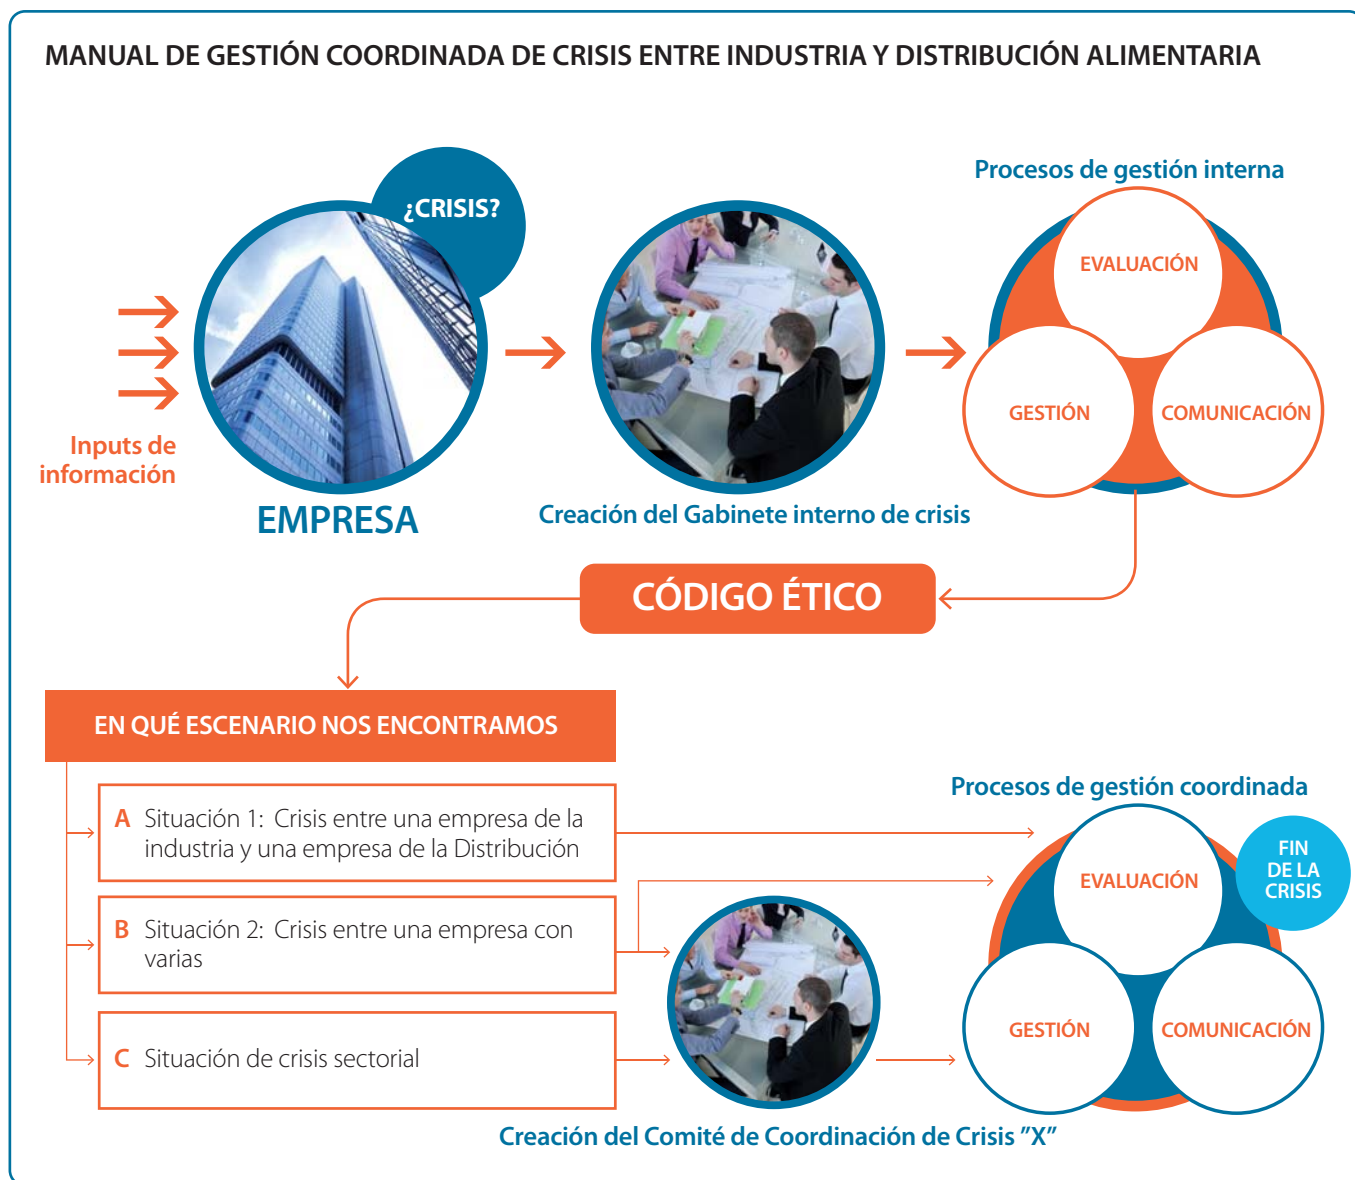 MANUAL DE GESTIÓN COORDINADA DE CRISIS ENTRE INDUSTRIA Y DISTRIBUCIÓN ALIMENTARIA
¿CRISIS?
Inputs de
información
EMPRESA
Creación del Gabinete interno de crisis
Procesos de gestión interna
EVALUACIÓN
GESTIÓN
COMUNICACIÓN
CÓDIGO ÉTICO
EN QUÉ ESCENARIO NOS ENCONTRAMOS
A Situación 1: Crisis entre una empresa de la
industria y una empresa de la Distribución
B Situación 2: Crisis entre una empresa con
varias
C Situación de crisis sectorial
Creación del Comité de Coordinación de Crisis "X"
Procesos de gestión coordinada
EVALUACIÓN
FIN
DE LA
CRISIS
GESTIÓN
COMUNICACIÓN